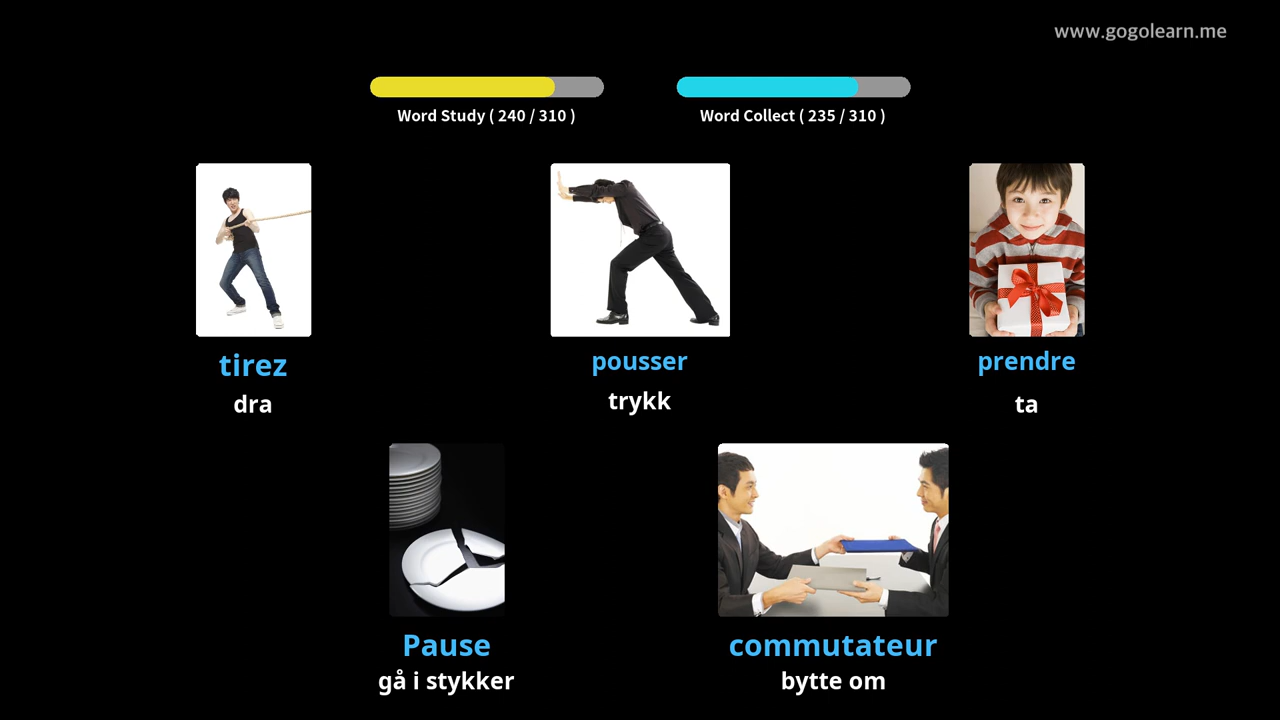 www.gogolearn.me
Word Study ( 240 / 310 )
Word Collect ( 235 / 310 )
tirez
dra
pousser
trykk
prendre
ta
Pause
gå i stykker
commutateur
bytte om